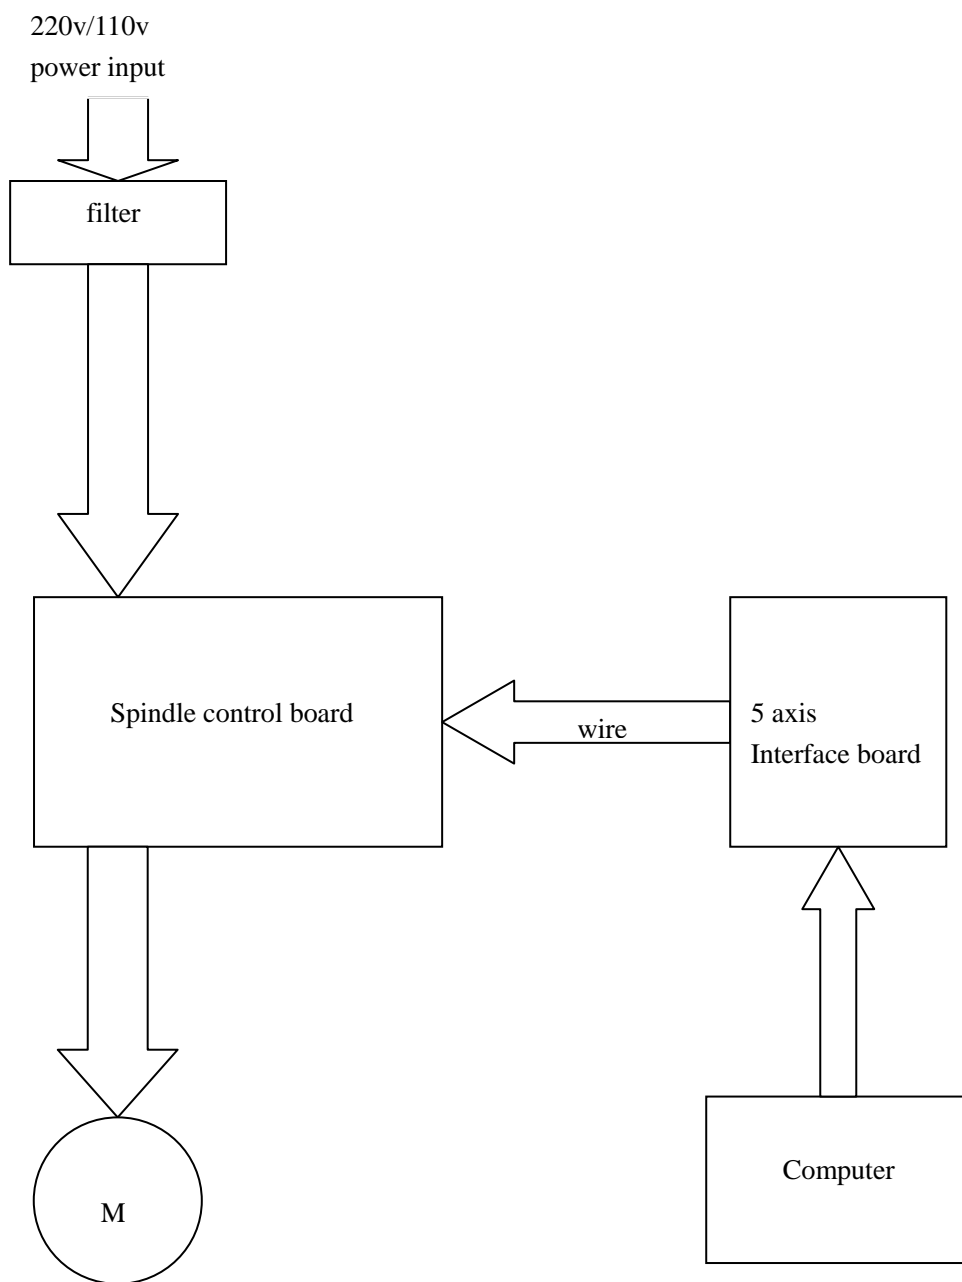 220v/110v
power input
filter
Spindle control board
wire
5 axis
Interface board
Computer
M